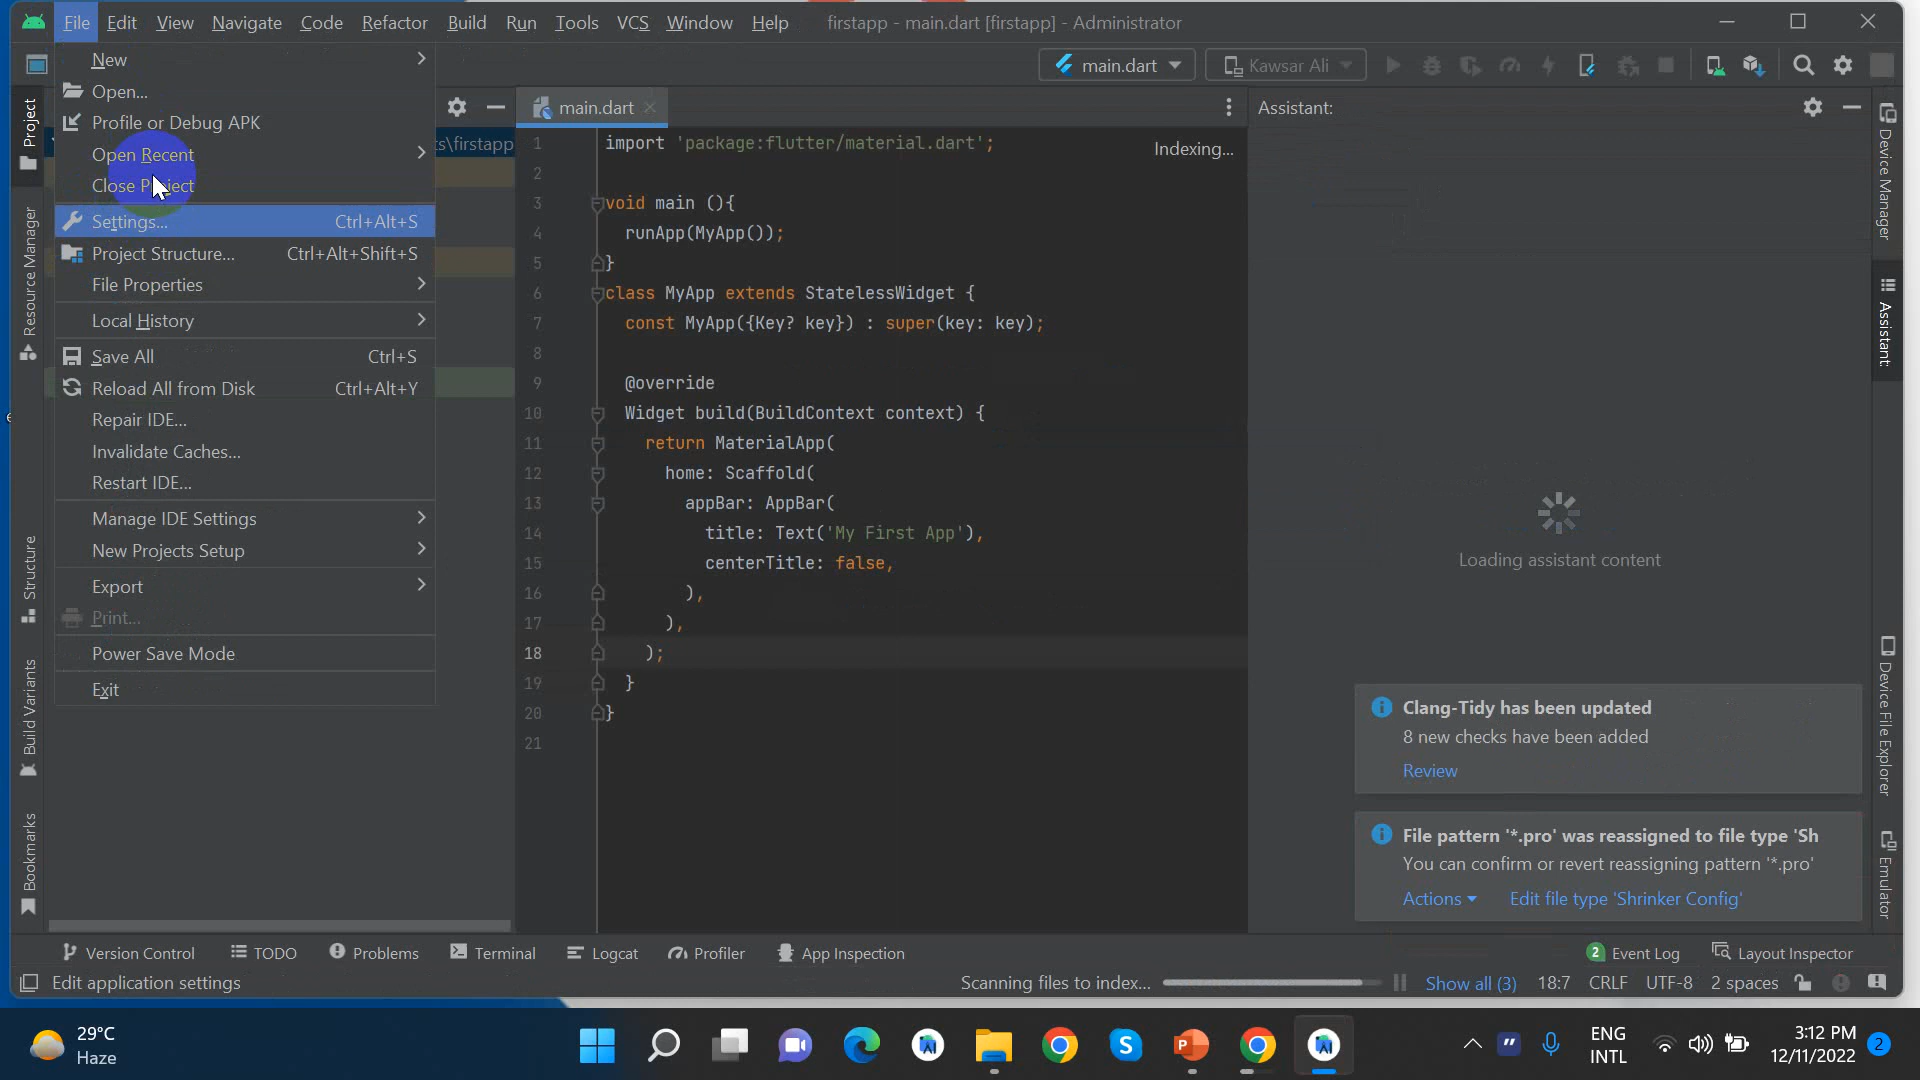 File Edit View Navigate Code Refactor Build Run Tools VCS Window Help firstapp - main.dart [firstapp] - Administrator
main.dart Kawsar Ali
New
Open...
Profile or Debug APK
Open Recent
Close Project
Settings... Ctrl+Alt+S
Project Structure... Ctrl+Alt+Shift+S
File Properties
Local History
Save All Ctrl+S
Reload All from Disk Ctrl+Alt+Y
Repair IDE...
Invalidate Caches...
Restart IDE...
Manage IDE Settings
New Projects Setup
Export
Print...
Power Save Mode
Exit
Project
Resource Manager
Structure
Build Variants
Bookmarks
ts\firstapp
main.dart
1 import 'package:flutter/material.dart';
2
3 void main (){
4 runApp(MyApp());
5 }
6 class MyApp extends StatelessWidget {
7 const MyApp({Key? key}) : super(key: key);
8
9 @override
10 Widget build(BuildContext context) {
11 return MaterialApp(
12 home: Scaffold(
13 appBar: AppBar(
14 title: Text('My First App'),
15 centerTitle: false,
16 ),
17 ),
18 );
19 }
20 }
21
Indexing...
Assistant:
Loading assistant content
Clang-Tidy has been updated
8 new checks have been added
Review
File pattern '*.pro' was reassigned to file type 'Sh
You can confirm or revert reassigning pattern '*.pro'
Actions Edit file type 'Shrinker Config'
Device Manager
Assistant:
Device File Explorer
Emulator
Version Control TODO Problems Terminal Logcat Profiler App Inspection 2 Event Log Layout Inspector
Edit application settings Scanning files to index... Show all (3) 18:7 CRLF UTF-8 2 spaces
29°C
Haze
ENG
INTL
3:12 PM
12/11/2022
2